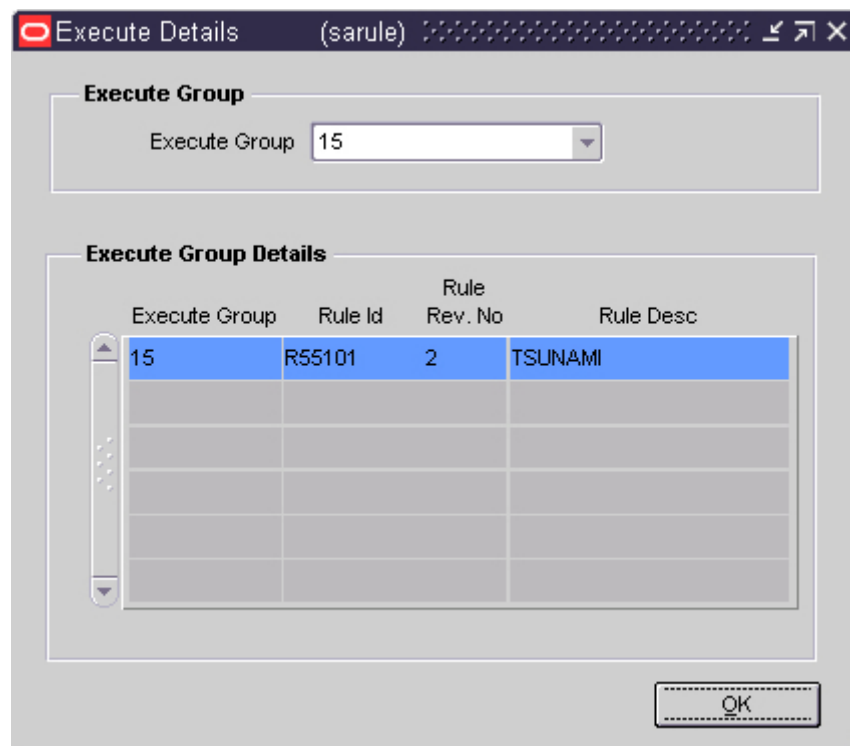 Execute Details (sarule)
Execute Group
Execute Group 15
Execute Group Details
Execute Group Rule Id Rule Rev. No Rule Desc
15 R55101 2 TSUNAMI
OK